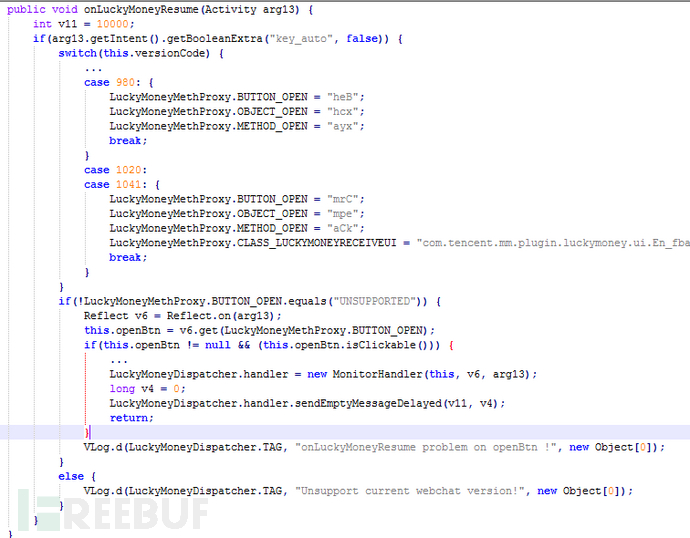 public void onLuckyMoneyResume(Activity arg13) {
    int v11 = 10000;
    if(arg13.getIntent().getBooleanExtra("key_auto", false)) {
        switch(this.versionCode) {
            ...
            case 980: {
                LuckyMoneyMethProxy.BUTTON_OPEN = "heB";
                LuckyMoneyMethProxy.OBJECT_OPEN = "hcx";
                LuckyMoneyMethProxy.METHOD_OPEN = "ayx";
                break;
            }
            case 1020:
            case 1041: {
                LuckyMoneyMethProxy.BUTTON_OPEN = "mrC";
                LuckyMoneyMethProxy.OBJECT_OPEN = "mpe";
                LuckyMoneyMethProxy.METHOD_OPEN = "aCk";
                LuckyMoneyMethProxy.CLASS_LUCKYMONEYRECEIVEUI = "com.tencent.mm.plugin.luckymoney.ui.En_fba
                break;
            }
        }
        if(!LuckyMoneyMethProxy.BUTTON_OPEN.equals("UNSUPPORTED")) {
            Reflect v6 = Reflect.on(arg13);
            this.openBtn = v6.get(LuckyMoneyMethProxy.BUTTON_OPEN);
            if(this.openBtn != null && (this.openBtn.isClickable())) {
                ...
                LuckyMoneyDispatcher.handler = new MonitorHandler(this, v6, arg13);
                long v4 = 0;
                LuckyMoneyDispatcher.handler.sendEmptyMessageDelayed(v11, v4);
                return;
            }
            VLog.d(LuckyMoneyDispatcher.TAG, "onLuckyMoneyResume problem on openBtn !", new Object[0]);
        }
        else {
            VLog.d(LuckyMoneyDispatcher.TAG, "Unsupport current webchat version!", new Object[0]);
        }
    }
}
FREEBUF